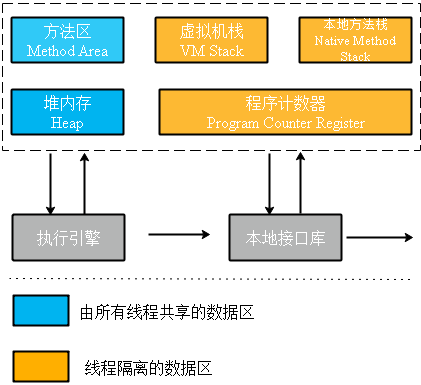 方法区
Method Area
虚拟机栈
VM Stack
本地方法栈
Native Method
Stack
堆内存
Heap
程序计数器
Program Counter Register
执行引擎
本地接口库
由所有线程共享的数据区
线程隔离的数据区